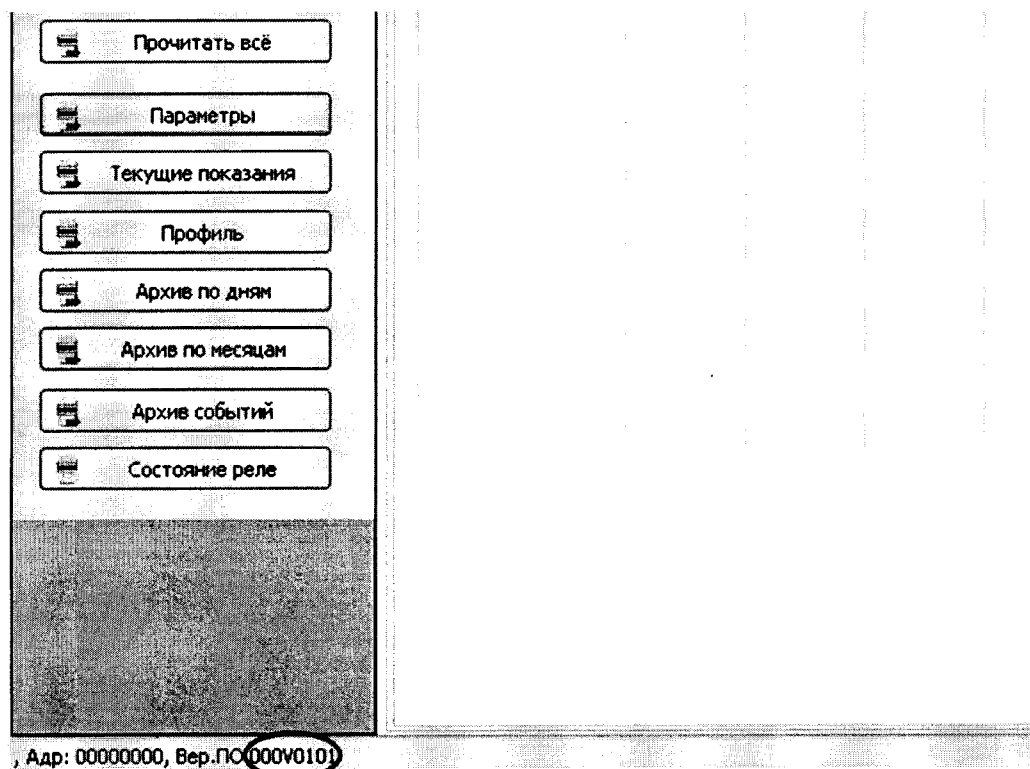 Прочитать всё
Параметры
Текущие показания
Профиль
Архив по дням
Архив по месяцам
Архив событий
Состояние реле
, Адр: 00000000, Вер.ПО 000V0101